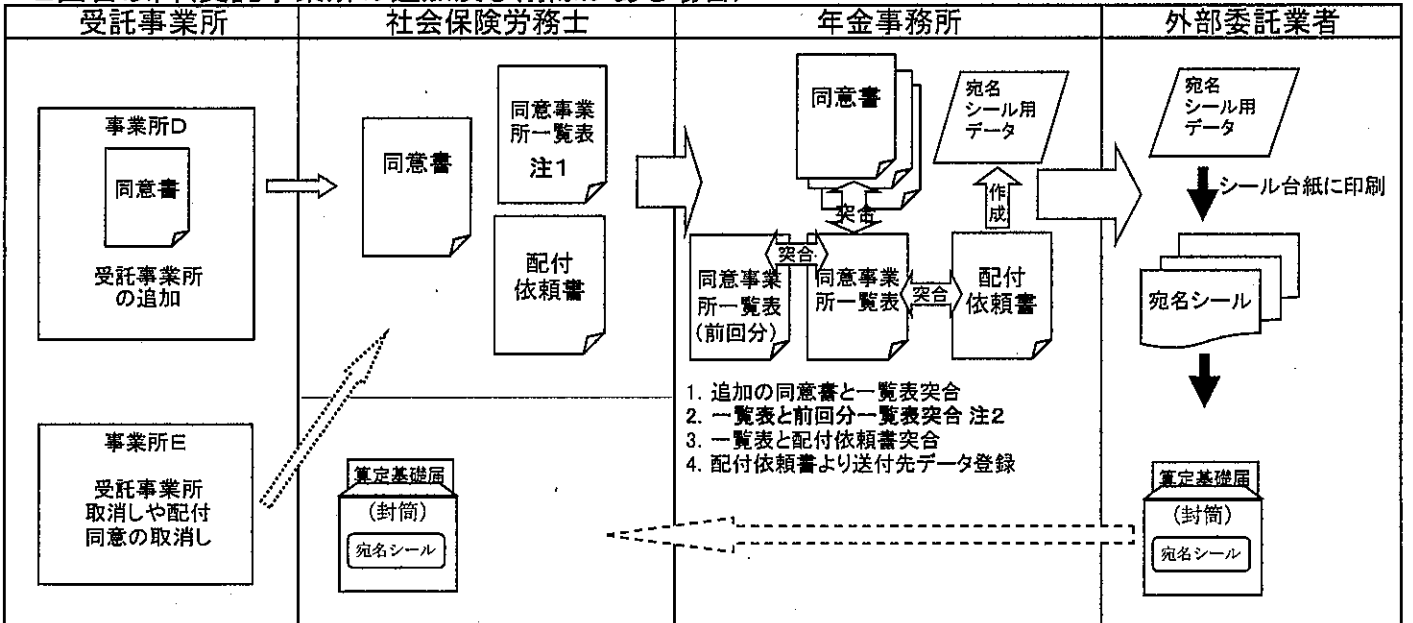 受託事業所
社会保険労務士
年金事務所
外部委託業者
事業所D
同意書
受託事業所
の追加
事業所E
受託事業所
取消しや配付
同意の取消し
同意書
同意事業
所一覧表
注1
配付
依頼書
算定基礎届
(封筒)
宛名シール
同意書
宛名
シール用
データ
突合
作
成
突合
同意事業
所一覧表
(前回分)
同意事業
所一覧表
突合
配付
依頼書
1. 追加の同意書と一覧表突合
2. 一覧表と前回分一覧表突合 注2
3. 一覧表と配付依頼書突合
4. 配付依頼書より送付先データ登録
宛名
シール用
データ
シール台紙に印刷
宛名シール
算定基礎届
(封筒)
宛名シール